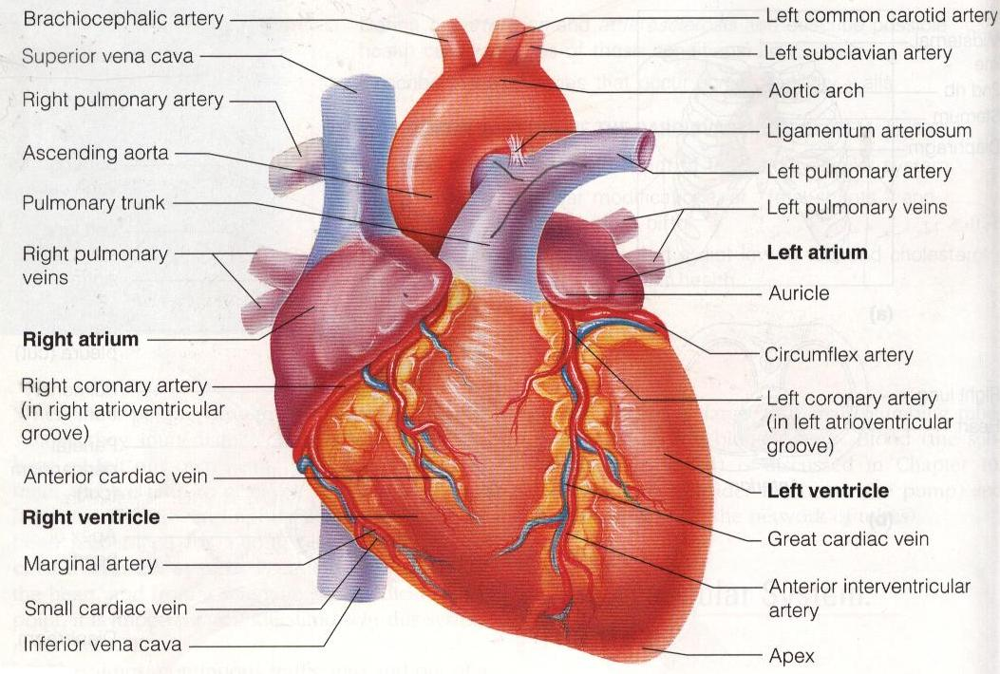 Brachiocephalic artery
Superior vena cava
Right pulmonary artery
Ascending aorta
Pulmonary trunk
Right pulmonary
veins
Right atrium
Right coronary artery
(in right atrioventricular
groove)
Anterior cardiac vein
Right ventricle
Marginal artery
Small cardiac vein
Inferior vena cava
Left common carotid artery
Left subclavian artery
Aortic arch
Ligamentum arteriosum
Left pulmonary artery
Left pulmonary veins
Left atrium
Auricle
Circumflex artery
Left coronary artery
(in left atrioventricular
groove)
Left ventricle
Great cardiac vein
Anterior interventricular
artery
Apex